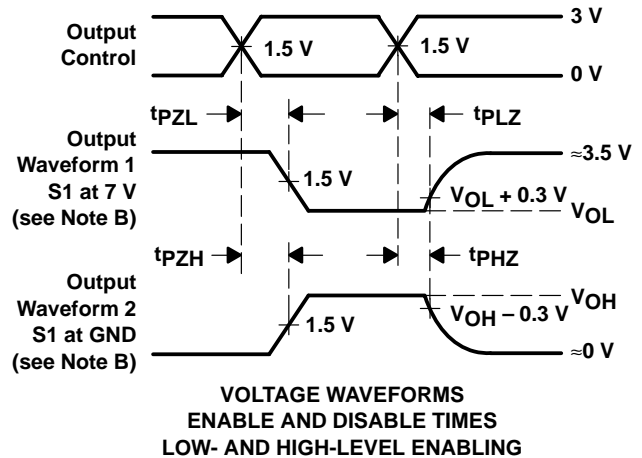 3 V
Output
Control
1.5 V
1.5 V
0 V
tPZL
tPLZ
Output
Waveform 1
S1 at 7 V
(see Note B)
≈3.5 V
1.5 V
VOL + 0.3 V
VOL
tPZH
tPHZ
Output
Waveform 2
S1 at GND
(see Note B)
VOH
1.5 V
VOH – 0.3 V
≈0 V
VOLTAGE WAVEFORMS
ENABLE AND DISABLE TIMES
LOW- AND HIGH-LEVEL ENABLING